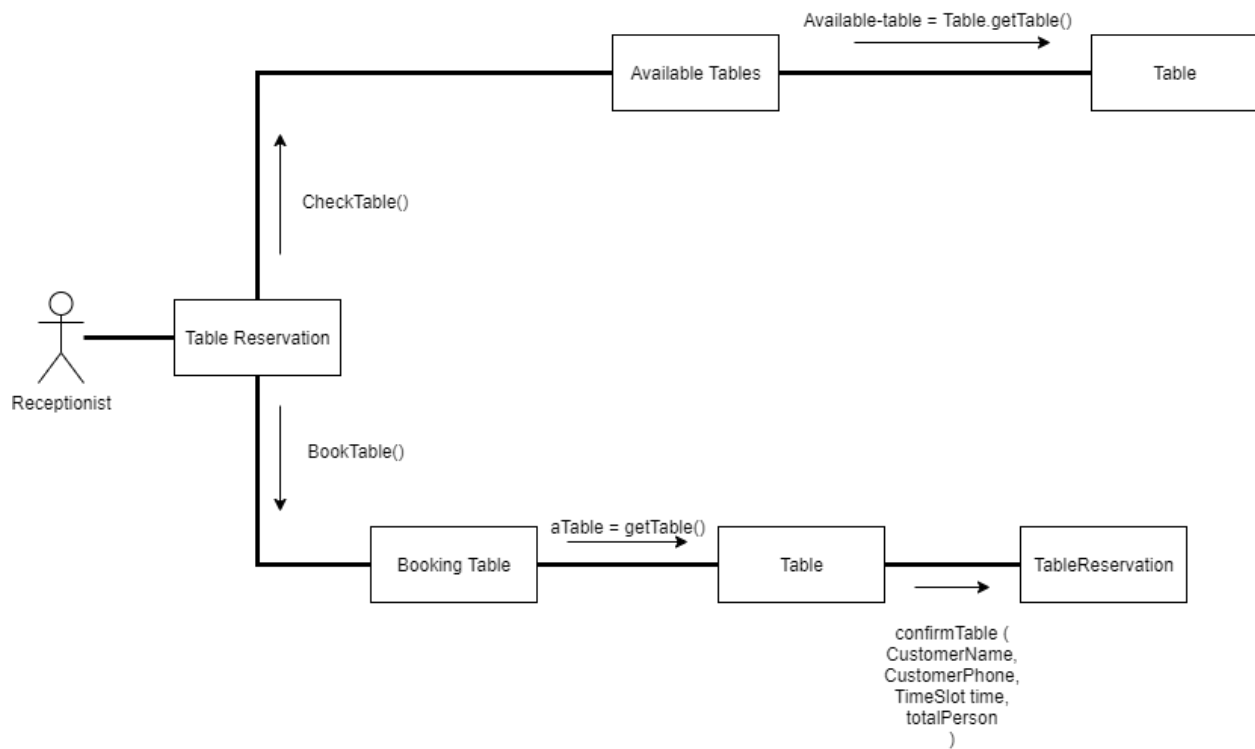 Available-table = Table.getTable()
Available Tables
Table
CheckTable()
Table Reservation
Receptionist
BookTable()
aTable = getTable()
Booking Table
Table
TableReservation
confirmTable (
CustomerName,
CustomerPhone,
TimeSlot time,
totalPerson
)